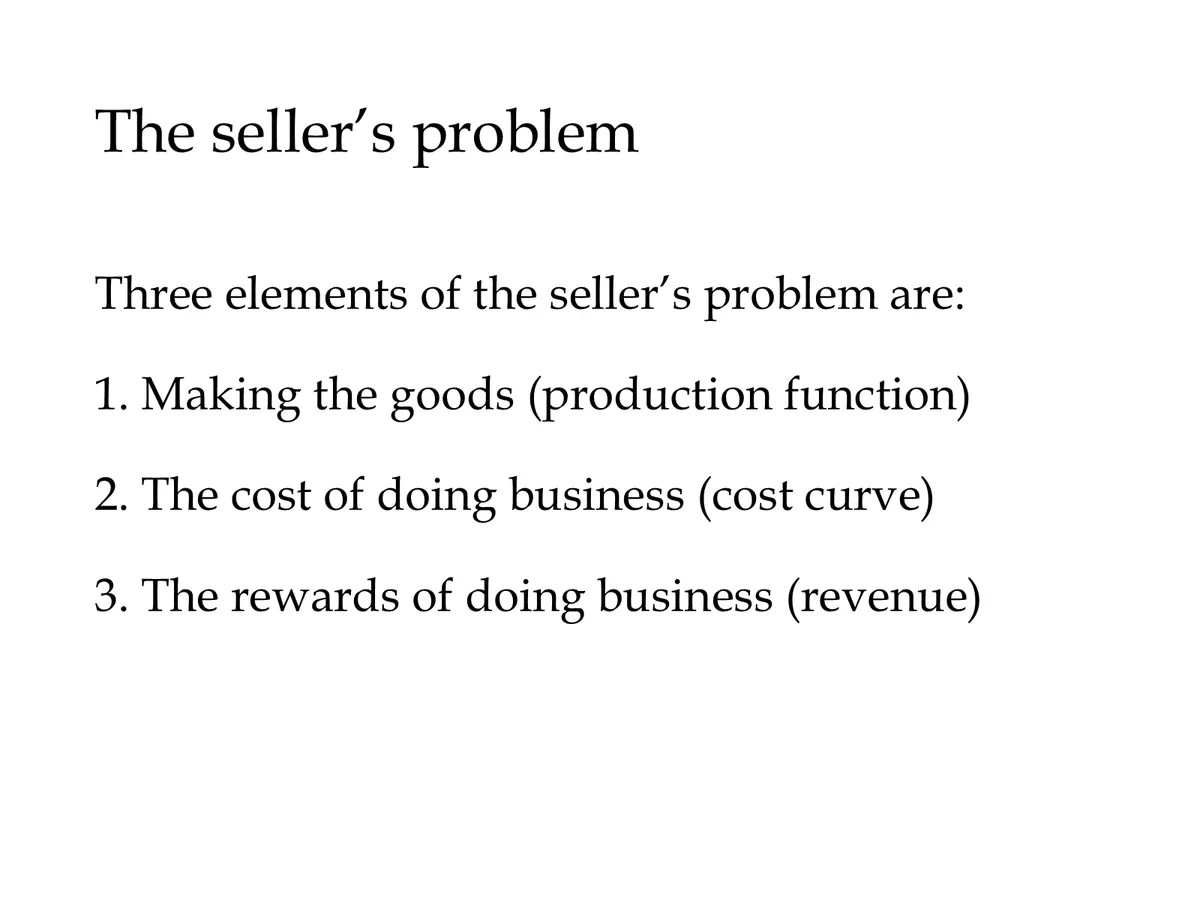 The seller’s problem
Three elements of the seller’s problem are:
1. Making the goods (production function)
2. The cost of doing business (cost curve)
3. The rewards of doing business (revenue)